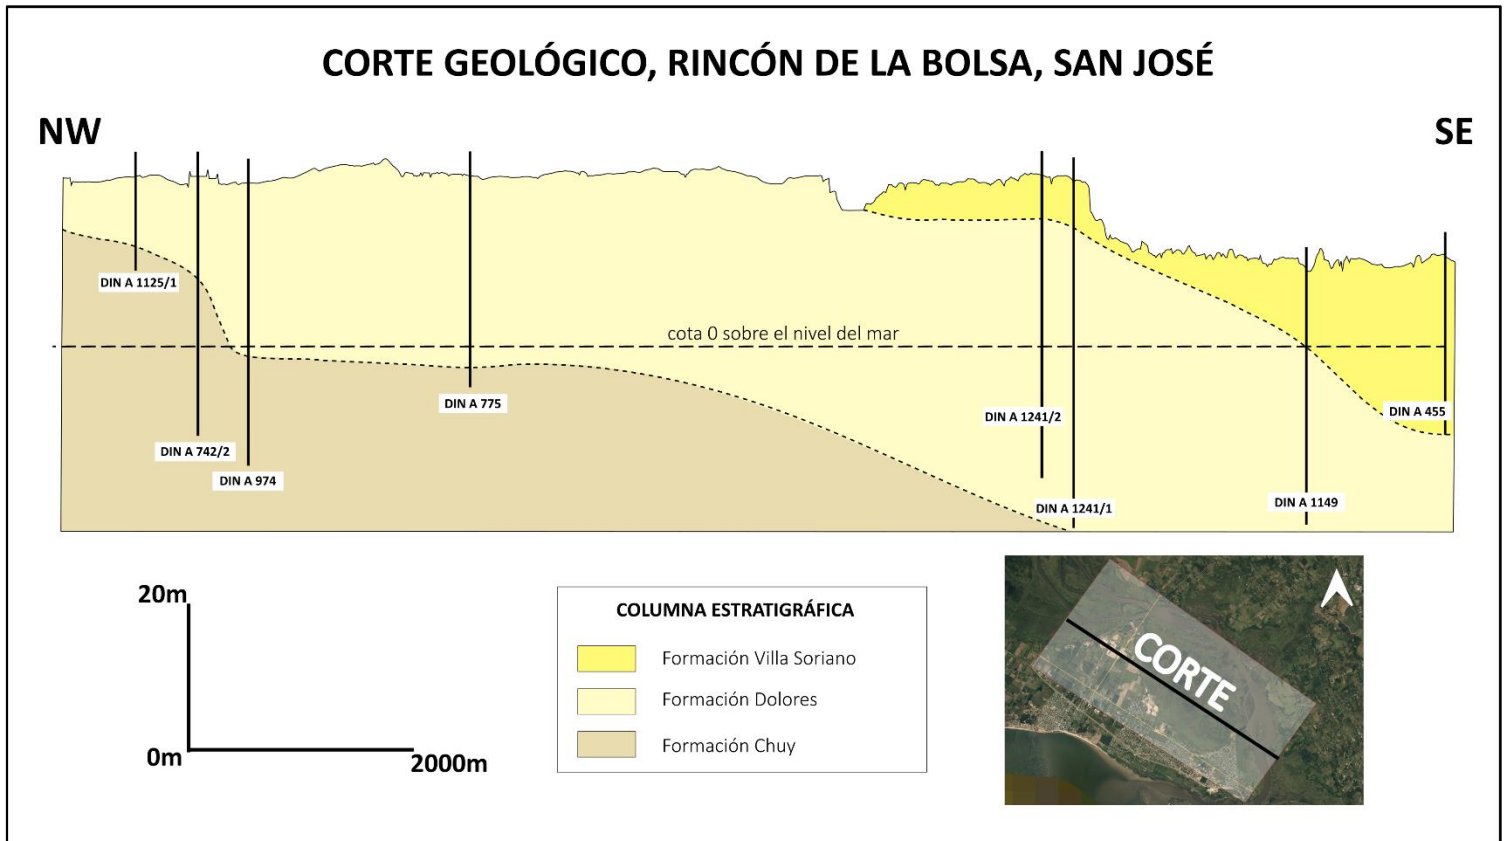 CORTE GEOLÓGICO, RINCÓN DE LA BOLSA, SAN JOSÉ
NW
SE
DIN A 1125/1
cota 0 sobre el nivel del mar
DIN A 775
DIN A 1241/2
DIN A 455
DIN A 742/2
DIN A 974
DIN A 1241/1
DIN A 1149
20m
0m
2000m
COLUMNA ESTRATIGRÁFICA
Formación Villa Soriano
Formación Dolores
Formación Chuy
CORTE